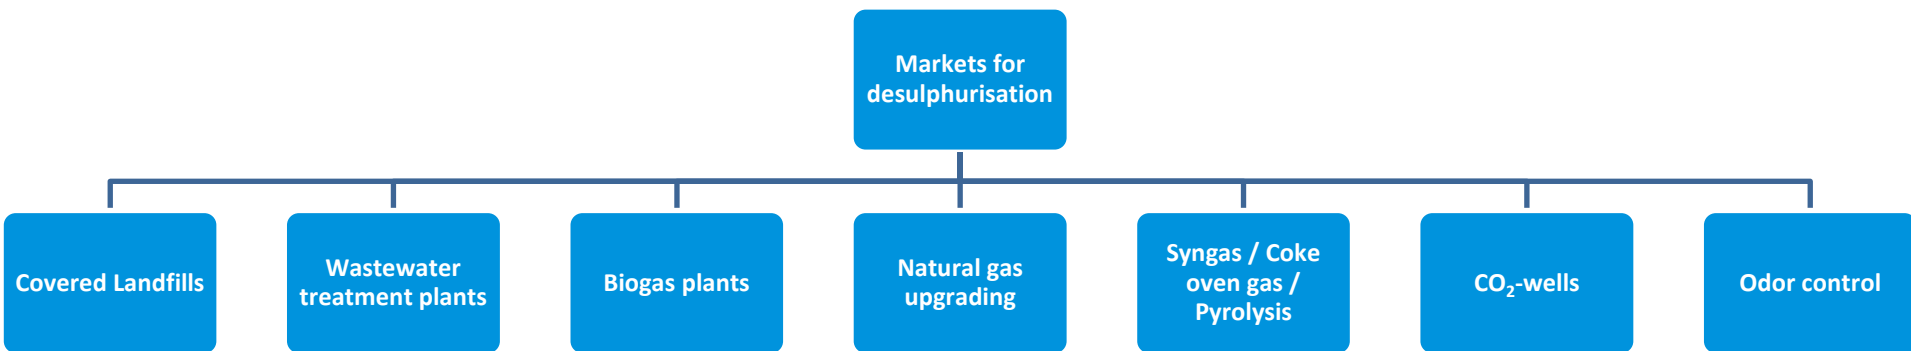 Markets for
desulphurisation
Covered Landfills
Wastewater
treatment plants
Biogas plants
Natural gas
upgrading
Syngas / Coke
oven gas /
Pyrolysis
CO₂-wells
Odor control